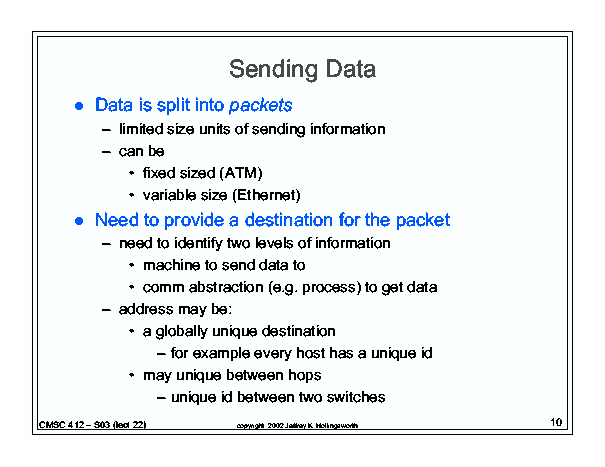 Sending Data
● Data is split into packets
– limited size units of sending information
– can be
• fixed sized (ATM)
• variable size (Ethernet)
● Need to provide a destination for the packet
– need to identify two levels of information
• machine to send data to
• comm abstraction (e.g. process) to get data
– address may be:
• a globally unique destination
– for example every host has a unique id
• may unique between hops
– unique id between two switches
CMSC 412 – S03 (lect 22)
copyright 2002 Jeffrey K. Hollingsworth
10